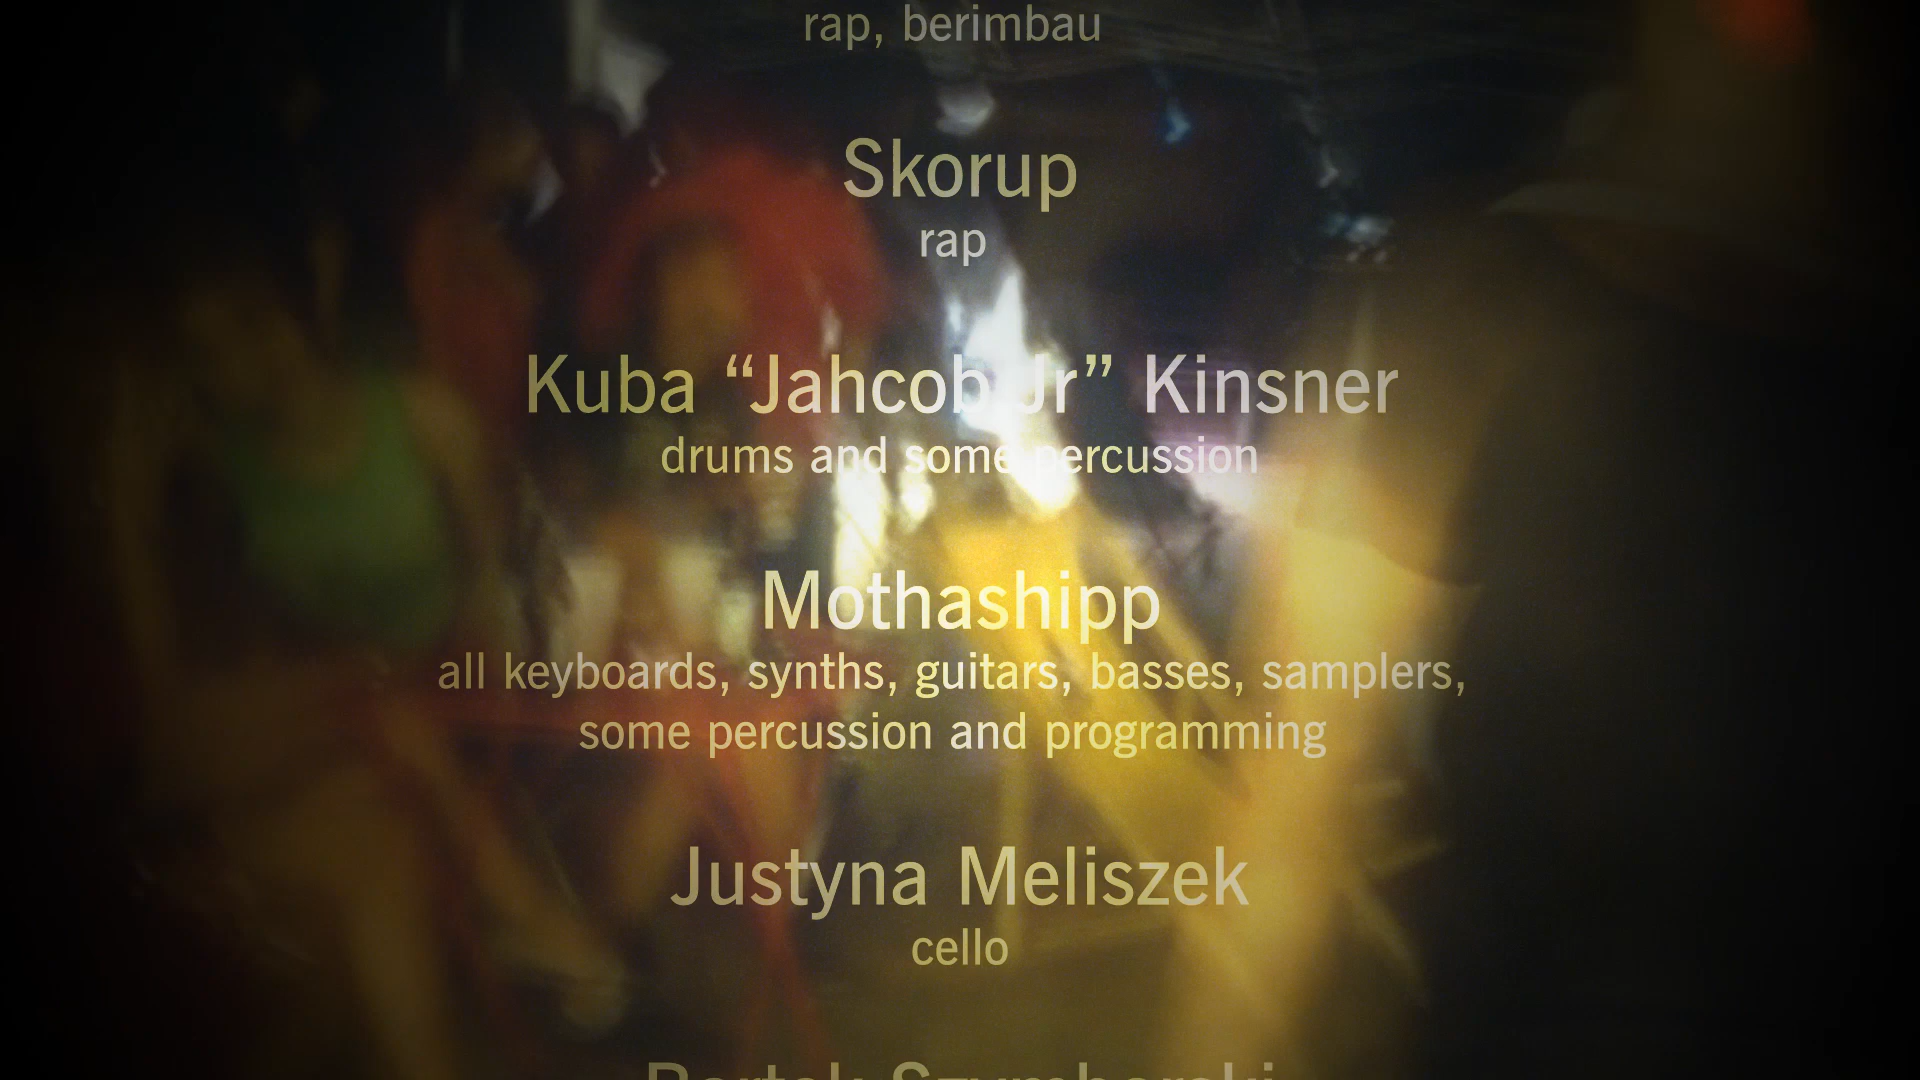 rap, berimbau
Skorup
rap
Kuba “Jahcob Jr” Kinsner
drums and some percussion
Mothashipp
all keyboards, synths, guitars, basses, samplers,
some percussion and programming
Justyna Meliszek
cello